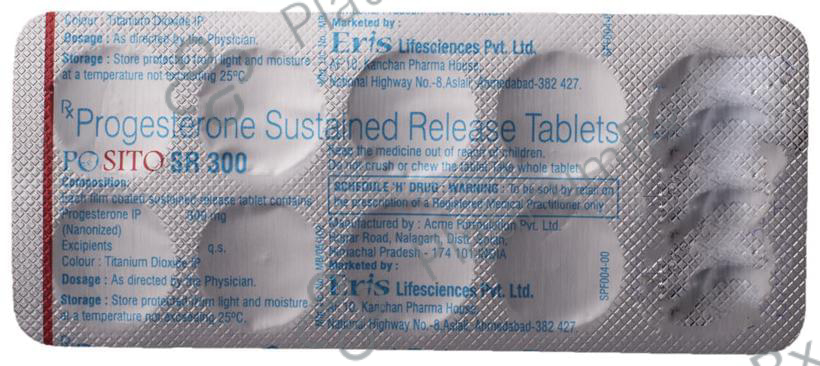 Colour : Titanium Dioxide IP
Dosage : As directed by the Physician.
Storage : Store protected from light and moisture
at a temperature not exceeding 25ºC.
Marketed by :
Eris Lifesciences Pvt. Ltd.
AF 10, Kanchan Pharma House,
National Highway No.-8, Aslali, Ahmedabad-382 427.
Rx Progesterone Sustained Release Tablets
POSITO SR 300
Composition:
Each film coated sustained release tablet contains
Progesterone IP 300 mg
(Nanonized)
Excipients q.s.
Colour : Titanium Dioxide IP
Dosage : As directed by the Physician.
Storage : Store protected from light and moisture
at a temperature not exceeding 25ºC.
Keep the medicine out of reach of children.
Do not crush or chew the tablet. Take whole tablet.
SCHEDULE 'H' DRUG : WARNING : To be sold by retail on
the prescription of a Registered Medical Practitioner only
Manufactured by : Acme Formulation Pvt. Ltd.
Ropar Road, Nalagarh, Distt. Solan,
Himachal Pradesh - 174 101, INDIA
Marketed by :
Eris Lifesciences Pvt. Ltd.
AF 10, Kanchan Pharma House,
National Highway No.-8, Aslali, Ahmedabad-382 427.
SPF004-00